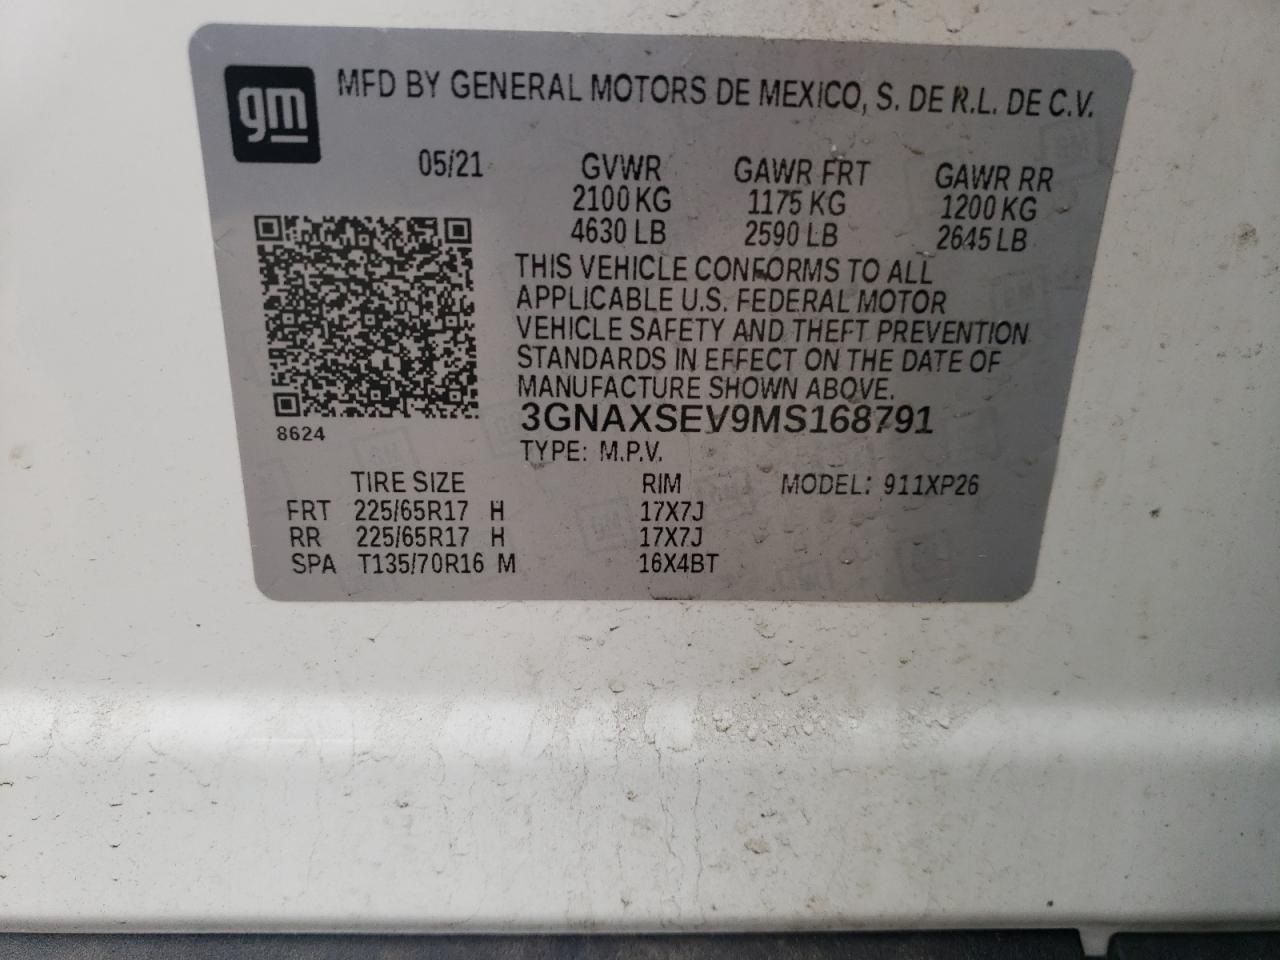 gm
MFD BY GENERAL MOTORS DE MEXICO, S. DE R.L. DE C.V.
05/21 GVWR GAWR FRT GAWR RR
2100 KG 1175 KG 1200 KG
4630 LB 2590 LB 2645 LB
THIS VEHICLE CONFORMS TO ALL
APPLICABLE U.S. FEDERAL MOTOR
VEHICLE SAFETY AND THEFT PREVENTION
STANDARDS IN EFFECT ON THE DATE OF
MANUFACTURE SHOWN ABOVE.
3GNAXSEV9MS168791
8624
TYPE: M.P.V.
TIRE SIZE RIM MODEL: 911XP26
FRT 225/65R17 H 17X7J
RR 225/65R17 H 17X7J
SPA T135/70R16 M 16X4BT